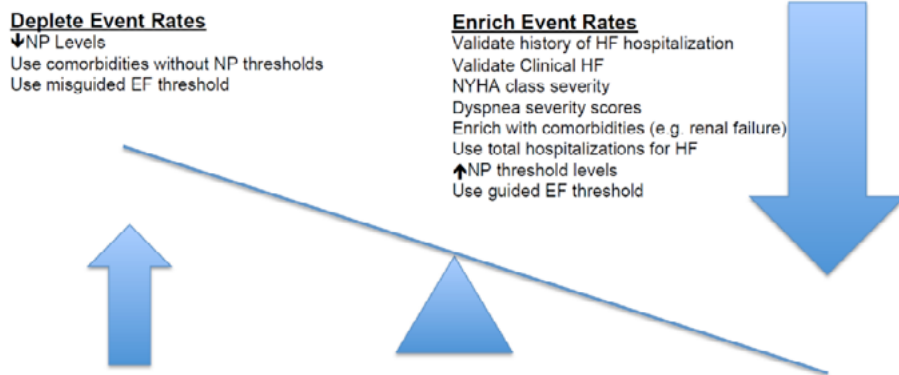 Deplete Event Rates
↓NP Levels
Use comorbidities without NP thresholds
Use misguided EF threshold
Enrich Event Rates
Validate history of HF hospitalization
Validate Clinical HF
NYHA class severity
Dyspnea severity scores
Enrich with comorbidities (e.g. renal failure)
Use total hospitalizations for HF
↑NP threshold levels
Use guided EF threshold